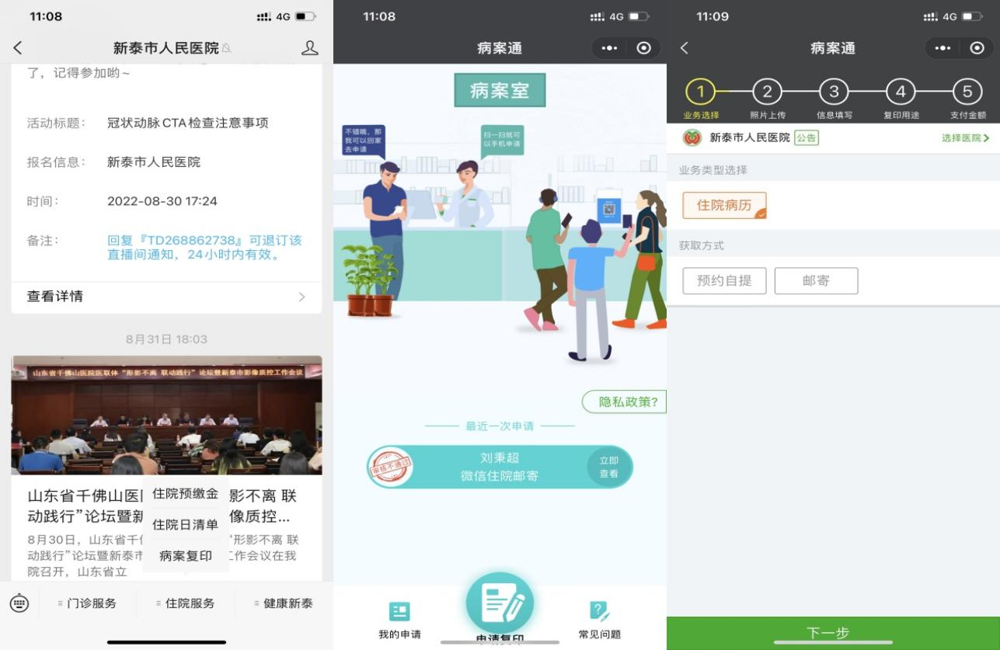 11:08
4G
新泰市人民医院
了，记得参加哟~
活动标题：
冠状动脉CTA检查注意事项
报名信息：
新泰市人民医院
时间：
2022-08-30 17:24
备注：
回复『TD268862738』可退订该
直播间通知，24小时内有效。
查看详情
8月31日 18:03
山东省千佛山医院医联体“形影不离 联动践行”论坛暨新泰市影像质控工作会议
山东省千佛山医
影不离 联
动践行”论坛暨新
像质控...
8月30日，山东省千
“形影不离 联
动践行”论坛暨新泰市
工作会议在我
院召开，山东省立
住院预缴金
住院日清单
病案复印
门诊服务
住院服务
健康新泰
11:08
4G
病案通
病案室
不错哦，那
我可以回家
去申请
扫一扫就可
以手机申请
隐私政策?
最近一次申请
审核不通过
刘秉超
微信住院邮寄
立即
查看
我的申请
申请复印
常见问题
11:09
4G
病案通
1
2
3
4
5
业务选择
照片上传
信息填写
复印用途
支付金额
新泰市人民医院
公告
选择医院
业务类型选择
住院病历
获取方式
预约自提
邮寄
下一步